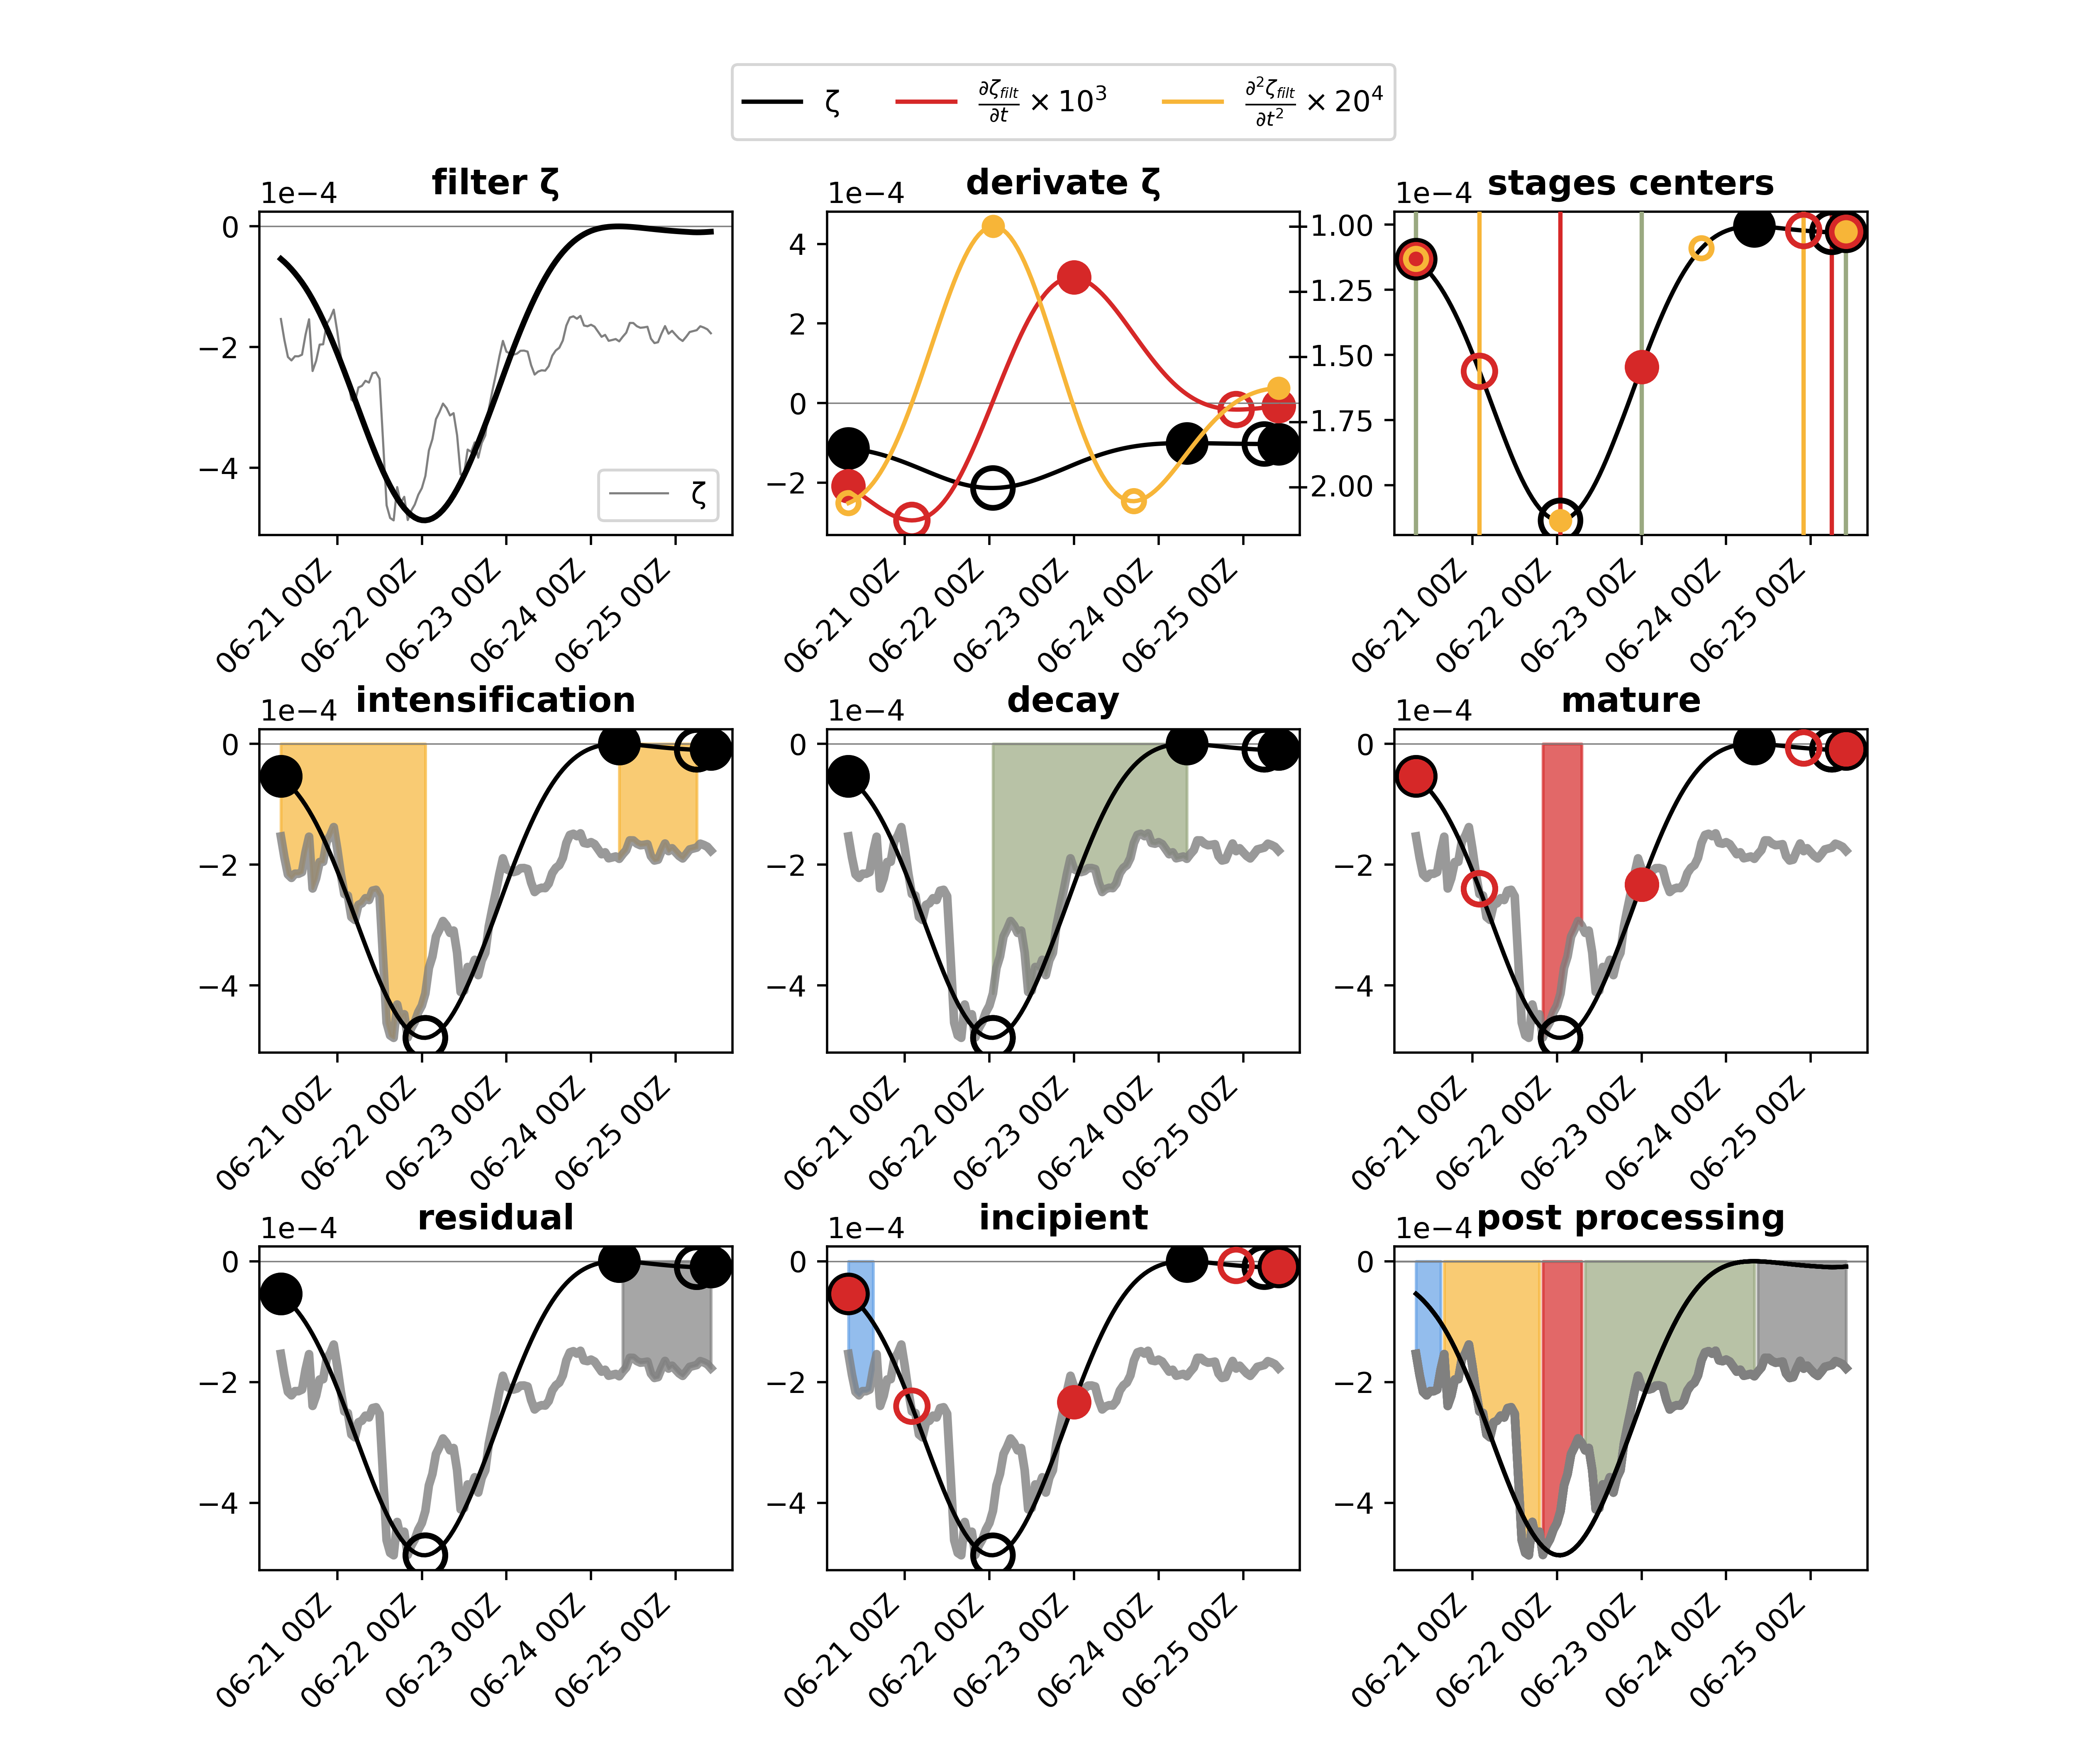 ζ ∂ζ_filt/∂t × 10³ ∂²ζ_filt/∂t² × 20⁴
filter ζ
1e−4
0
−2
−4
ζ
06-21 00Z 06-22 00Z 06-23 00Z 06-24 00Z 06-25 00Z
derivate ζ
1e−4
4
2
0
−2
06-21 00Z 06-22 00Z 06-23 00Z 06-24 00Z 06-25 00Z
stages centers
1e−4
−1.00
−1.25
−1.50
−1.75
−2.00
06-21 00Z 06-22 00Z 06-23 00Z 06-24 00Z 06-25 00Z
intensification
1e−4
0
−2
−4
06-21 00Z 06-22 00Z 06-23 00Z 06-24 00Z 06-25 00Z
decay
1e−4
0
−2
−4
06-21 00Z 06-22 00Z 06-23 00Z 06-24 00Z 06-25 00Z
mature
1e−4
0
−2
−4
06-21 00Z 06-22 00Z 06-23 00Z 06-24 00Z 06-25 00Z
residual
1e−4
0
−2
−4
06-21 00Z 06-22 00Z 06-23 00Z 06-24 00Z 06-25 00Z
incipient
1e−4
0
−2
−4
06-21 00Z 06-22 00Z 06-23 00Z 06-24 00Z 06-25 00Z
post processing
1e−4
0
−2
−4
06-21 00Z 06-22 00Z 06-23 00Z 06-24 00Z 06-25 00Z